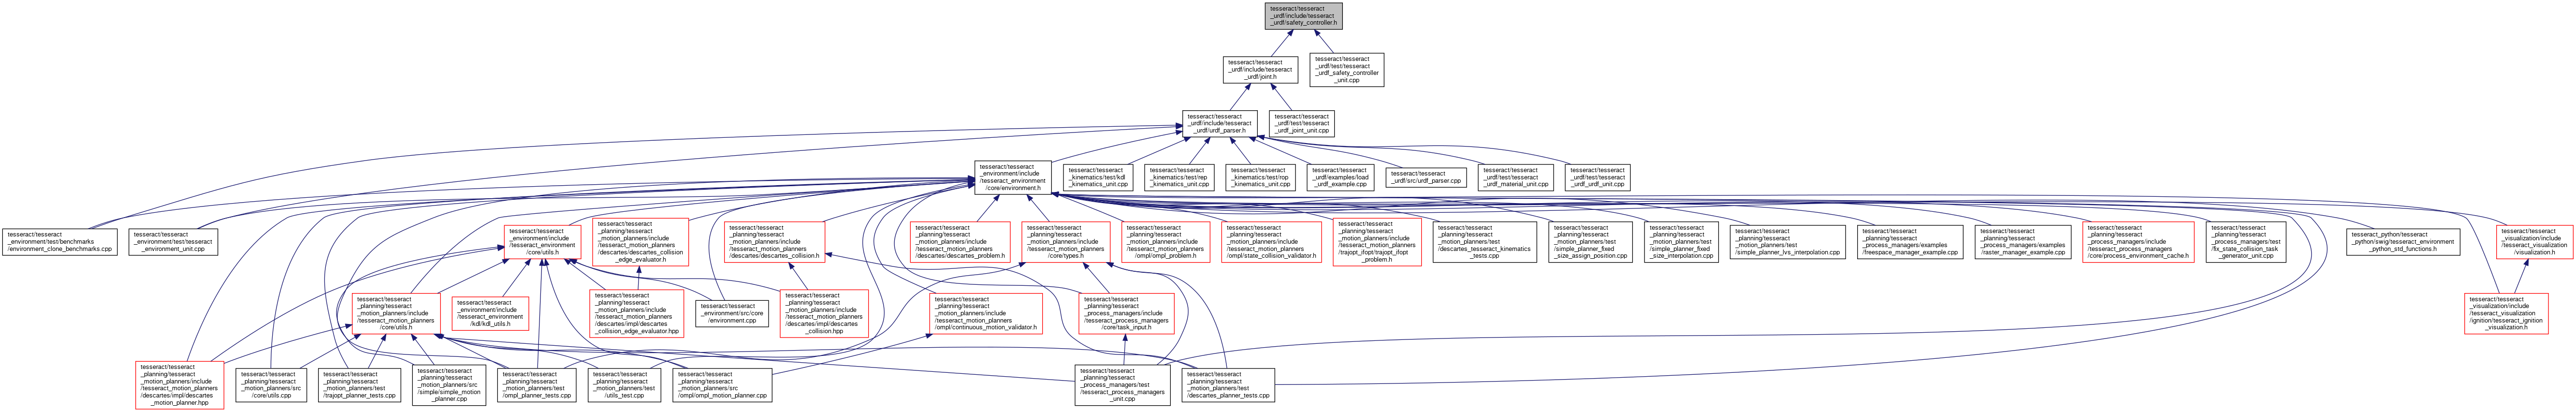 tesseract/tesseract
_urdf/include/tesseract
_urdf/safety_controller.h
tesseract/tesseract
_urdf/include/tesseract
_urdf/joint.h
tesseract/tesseract
_urdf/test/tesseract
_urdf_safety_controller
_unit.cpp
tesseract/tesseract
_urdf/include/tesseract
_urdf/urdf_parser.h
tesseract/tesseract
_urdf/test/tesseract
_urdf_joint_unit.cpp
tesseract/tesseract
_environment/include
/tesseract_environment
/core/environment.h
tesseract/tesseract
_kinematics/test/kdl
_kinematics_unit.cpp
tesseract/tesseract
_kinematics/test/rep
_kinematics_unit.cpp
tesseract/tesseract
_kinematics/test/rop
_kinematics_unit.cpp
tesseract/tesseract
_urdf/examples/load
_urdf_example.cpp
tesseract/tesseract
_urdf/src/urdf_parser.cpp
tesseract/tesseract
_urdf/test/tesseract
_urdf_material_unit.cpp
tesseract/tesseract
_urdf/test/tesseract
_urdf_urdf_unit.cpp
tesseract/tesseract
_environment/test/benchmarks
/environment_clone_benchmarks.cpp
tesseract/tesseract
_environment/test/tesseract
_environment_unit.cpp
tesseract/tesseract
_environment/include
/tesseract_environment
/core/utils.h
tesseract/tesseract
_planning/tesseract
_motion_planners/include
/tesseract_motion_planners
/descartes/descartes_collision
_edge_evaluator.h
tesseract/tesseract
_planning/tesseract
_motion_planners/include
/tesseract_motion_planners
/descartes/descartes_collision.h
tesseract/tesseract
_planning/tesseract
_motion_planners/include
/tesseract_motion_planners
/descartes/descartes_problem.h
tesseract/tesseract
_planning/tesseract
_motion_planners/include
/tesseract_motion_planners
/core/types.h
tesseract/tesseract
_planning/tesseract
_motion_planners/include
/tesseract_motion_planners
/ompl/ompl_problem.h
tesseract/tesseract
_planning/tesseract
_motion_planners/include
/tesseract_motion_planners
/ompl/state_collision_validator.h
tesseract/tesseract
_planning/tesseract
_motion_planners/include
/tesseract_motion_planners
/trajopt_ifopt/trajopt_ifopt
_problem.h
tesseract/tesseract
_planning/tesseract
_motion_planners/test
/descartes_tesseract_kinematics
_tests.cpp
tesseract/tesseract
_planning/tesseract
_motion_planners/test
/simple_planner_fixed
_size_assign_position.cpp
tesseract/tesseract
_planning/tesseract
_motion_planners/test
/simple_planner_fixed
_size_interpolation.cpp
tesseract/tesseract
_planning/tesseract
_motion_planners/test
/simple_planner_lvs_interpolation.cpp
tesseract/tesseract
_planning/tesseract
_process_managers/examples
/freespace_manager_example.cpp
tesseract/tesseract
_planning/tesseract
_process_managers/examples
/raster_manager_example.cpp
tesseract/tesseract
_planning/tesseract
_process_managers/include
/tesseract_process_managers
/core/process_environment_cache.h
tesseract/tesseract
_planning/tesseract
_process_managers/test
/fix_state_collision_task
_generator_unit.cpp
tesseract_python/tesseract
_python/swig/tesseract_environment
_python_std_functions.h
tesseract/tesseract
_visualization/include
/tesseract_visualization
/visualization.h
tesseract/tesseract
_planning/tesseract
_motion_planners/include
/tesseract_motion_planners
/core/utils.h
tesseract/tesseract
_environment/include
/tesseract_environment
/kdl/kdl_utils.h
tesseract/tesseract
_planning/tesseract
_motion_planners/include
/tesseract_motion_planners
/descartes/impl/descartes
_collision_edge_evaluator.hpp
tesseract/tesseract
_environment/src/core
/environment.cpp
tesseract/tesseract
_planning/tesseract
_motion_planners/include
/tesseract_motion_planners
/descartes/impl/descartes
_collision.hpp
tesseract/tesseract
_planning/tesseract
_motion_planners/include
/tesseract_motion_planners
/ompl/continuous_motion_validator.h
tesseract/tesseract
_planning/tesseract
_process_managers/include
/tesseract_process_managers
/core/task_input.h
tesseract/tesseract
_visualization/include
/tesseract_visualization
/ignition/tesseract_ignition
_visualization.h
tesseract/tesseract
_planning/tesseract
_motion_planners/include
/tesseract_motion_planners
/descartes/impl/descartes
_motion_planner.hpp
tesseract/tesseract
_planning/tesseract
_motion_planners/src
/core/utils.cpp
tesseract/tesseract
_planning/tesseract
_motion_planners/test
/trajopt_planner_tests.cpp
tesseract/tesseract
_planning/tesseract
_motion_planners/src
/simple/simple_motion
_planner.cpp
tesseract/tesseract
_planning/tesseract
_motion_planners/test
/ompl_planner_tests.cpp
tesseract/tesseract
_planning/tesseract
_motion_planners/test
/utils_test.cpp
tesseract/tesseract
_planning/tesseract
_motion_planners/src
/ompl/ompl_motion_planner.cpp
tesseract/tesseract
_planning/tesseract
_process_managers/test
/tesseract_process_managers
_unit.cpp
tesseract/tesseract
_planning/tesseract
_motion_planners/test
/descartes_planner_tests.cpp